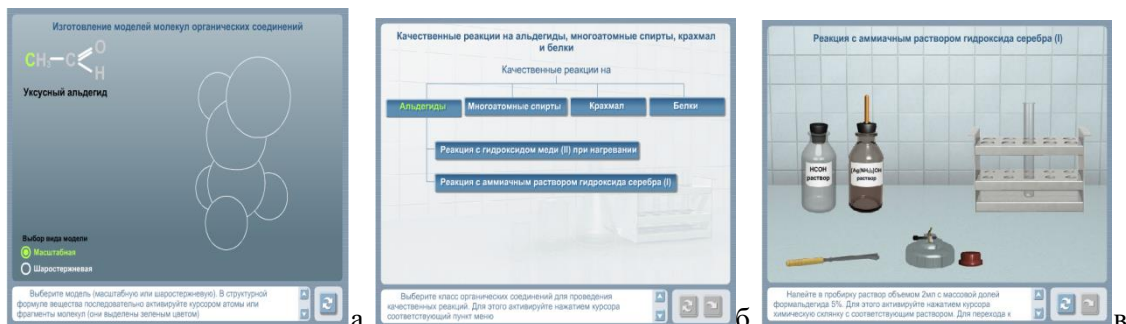 Изготовление моделей молекул органических соединений
CH₃—C
O
H
Уксусный альдегид
Выбор вида модели
Масштабная
Шаростержневая
Выберите модель (масштабную или шаростержневую). В структурной
формуле вещества последовательно активируйте курсором атомы или
фрагменты молекул (они выделены зеленым цветом)
а
Качественные реакции на альдегиды, многоатомные спирты, крахмал
и белки
Качественные реакции на
Альдегиды
Многоатомные спирты
Крахмал
Белки
Реакция с гидроксидом меди (II) при нагревании
Реакция с аммиачным раствором гидроксида серебра (I)
Выберите класс органических соединений для проведения
качественных реакций. Для этого активируйте нажатием курсора
соответствующий пункт меню
б
Реакция с аммиачным раствором гидроксида серебра (I)
HCOH
раствор
[Ag(NH₃)₂]OH
раствор
Налейте в пробирку раствор объемом 2мл с массовой долей
формальдегида 5%. Для этого активируйте нажатием курсора
химическую склянку с соответствующим раствором. Для перехода к
в